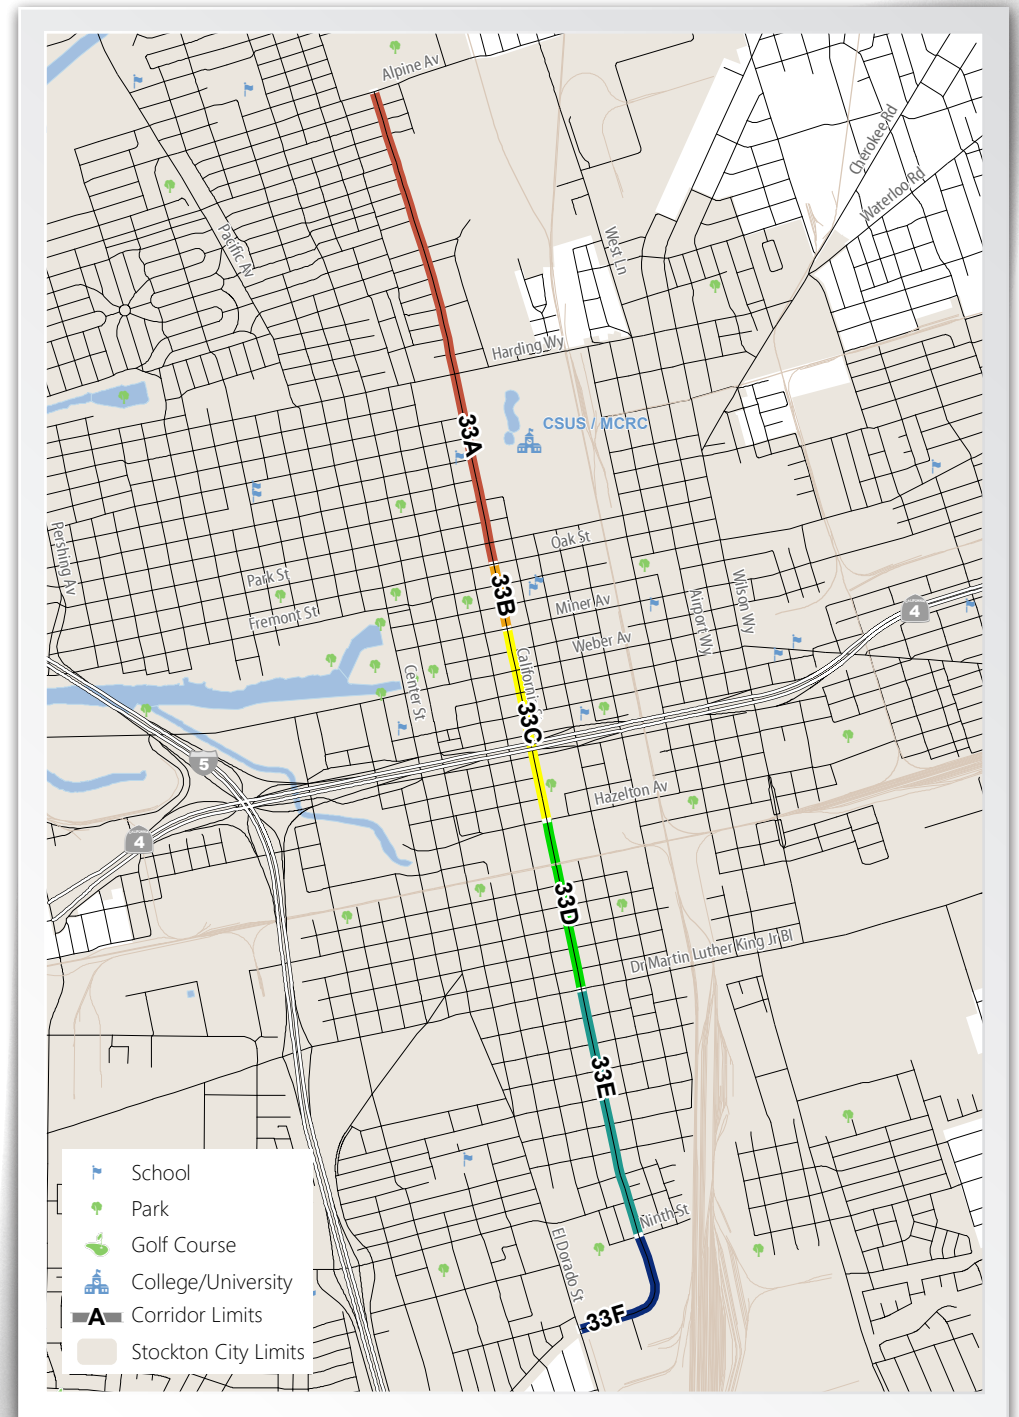 Alpine Av
Cherokee Rd
Waterloo Rd
Pacific Av
West Ln
Harding Wy
33A
CSUS / MCRC
Pershing Av
Oak St
Park St
33B
Miner Av
Wilson Wy
Airport Wy
4
Fremont St
Weber Av
Center St
33C
5
Hazelton Av
4
33D
Dr Martin Luther King Jr Bl
33E
Ninth St
El Dorado St
33F
School
Park
Golf Course
College/University
A Corridor Limits
Stockton City Limits